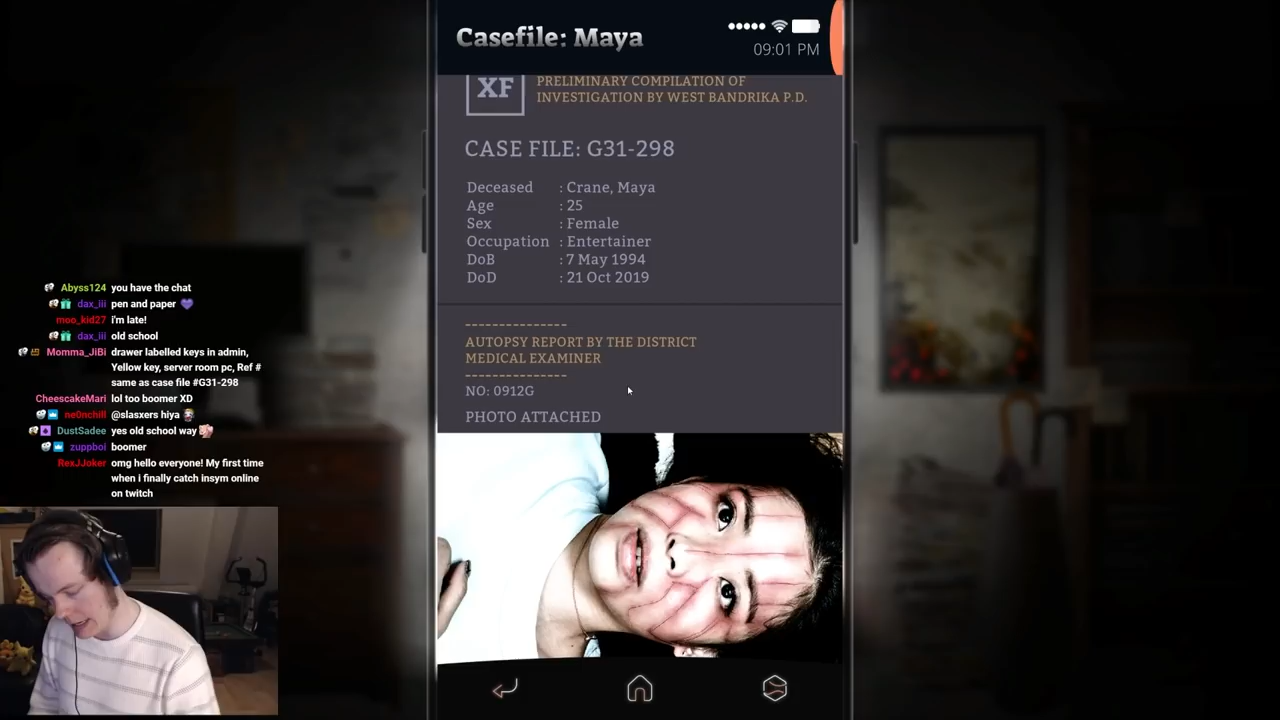 Casefile: Maya
09:01 PM
XF
PRELIMINARY COMPILATION OF
INVESTIGATION BY WEST BANDRIKA P.D.
CASE FILE: G31-298
Deceased : Crane, Maya
Age : 25
Sex : Female
Occupation : Entertainer
DoB : 7 May 1994
DoD : 21 Oct 2019
---------------
AUTOPSY REPORT BY THE DISTRICT
MEDICAL EXAMINER
---------------
NO: 0912G
PHOTO ATTACHED
Abyss124 you have the chat
dax_iii pen and paper 💜
moo_kid27 i'm late!
dax_iii old school
Momma_JiBi drawer labelled keys in admin,
Yellow key, server room pc, Ref #
same as case file #G31-298
CheescakeMari lol too boomer XD
ne0nchill @slasxers hiya
DustSadee yes old school way
zuppboi boomer
RexJJoker omg hello everyone! My first time
when i finally catch insym online
on twitch